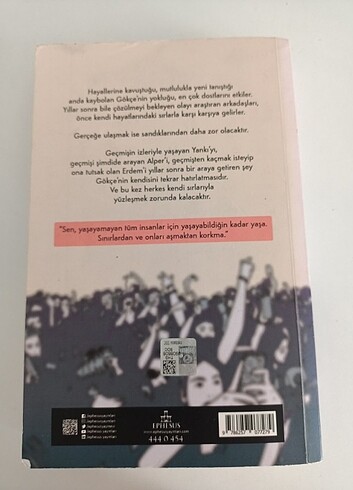 Hayallerine kavuştuğu, mutlulukla yeni tanıştığı
anda kaybolan Gökçe'nin yokluğu, en çok dostlarını etkiler.
Yıllar sonra bile çözülmeyi bekleyen olayı araştıran arkadaşları,
önce kendi hayatlarındaki sırlarla karşı karşıya gelirler.
Gerçeğe ulaşmak ise sandıklarından daha zor olacaktır.
Geçmişin izleriyle yaşayan Yankı'yı,
geçmişi şimdide arayan Alper'i, geçmişten kaçmak isteyip
ona tutsak olan Erdem'i yıllar sonra bir araya getiren şey
Gökçe'nin kendisini tekrar hatırlatmasıdır.
Ve bu kez herkes kendi sırlarıyla
yüzleşmek zorunda kalacaktır.
"Sen, yaşayamayan tüm insanlar için yaşayabildiğin kadar yaşa.
Sınırlardan ve onları aşmaktan korkma."
EPHESUS
www.ephesusyayinlari.com
444 0 454